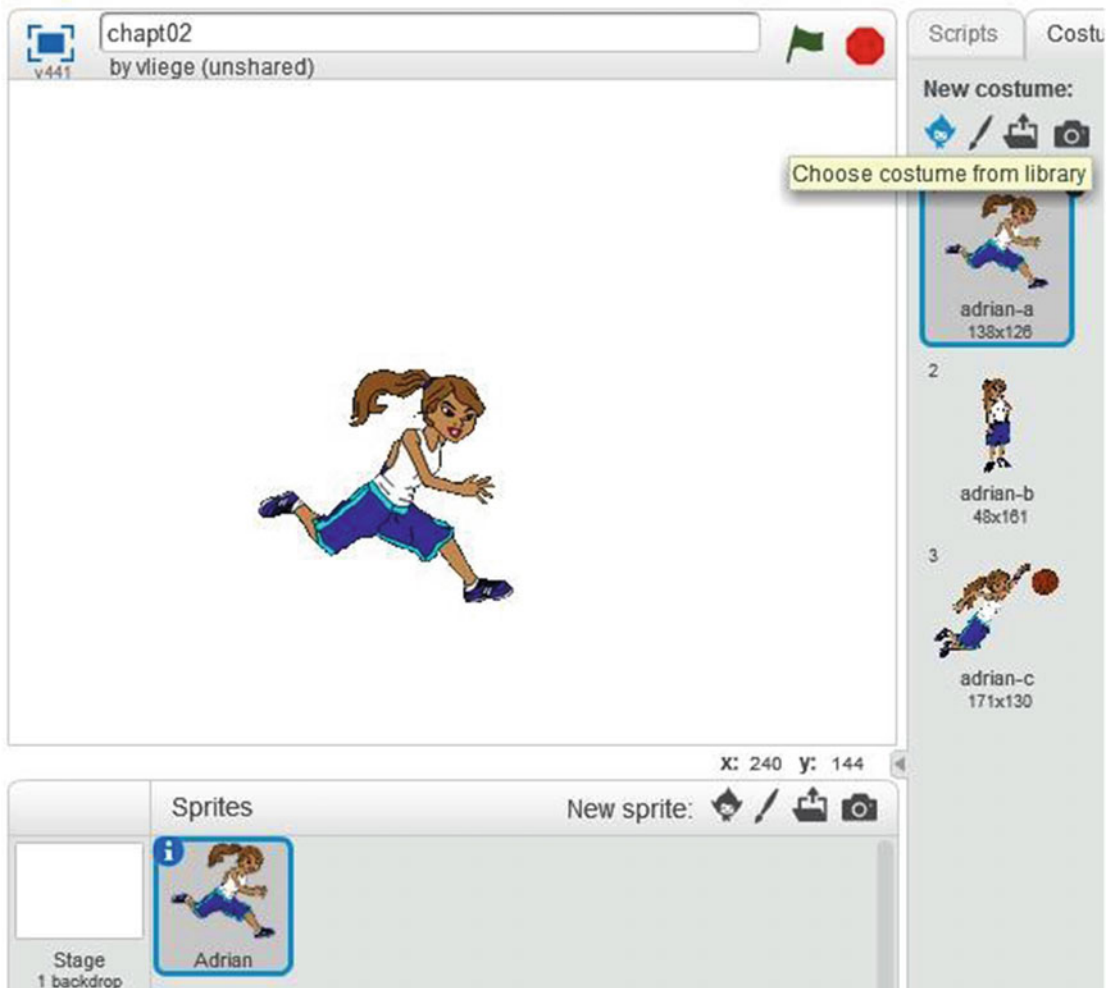 chapt02
v441
by vliege (unshared)
Scripts
Costu
New costume:
Choose costume from library
adrian-a
138x126
2
adrian-b
48x161
3
adrian-c
171x130
x: 240 y: 144
Sprites
New sprite:
Stage
1 backdrop
i
Adrian